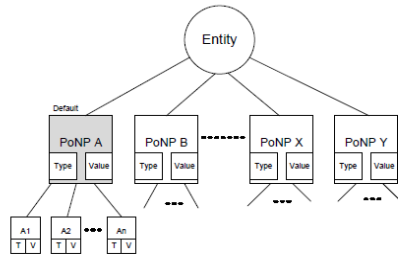 Entity
Default
PoNP A PoNP B PoNP X PoNP Y
Type Value Type Value Type Value Type Value
A1 A2 An
T V T V T V